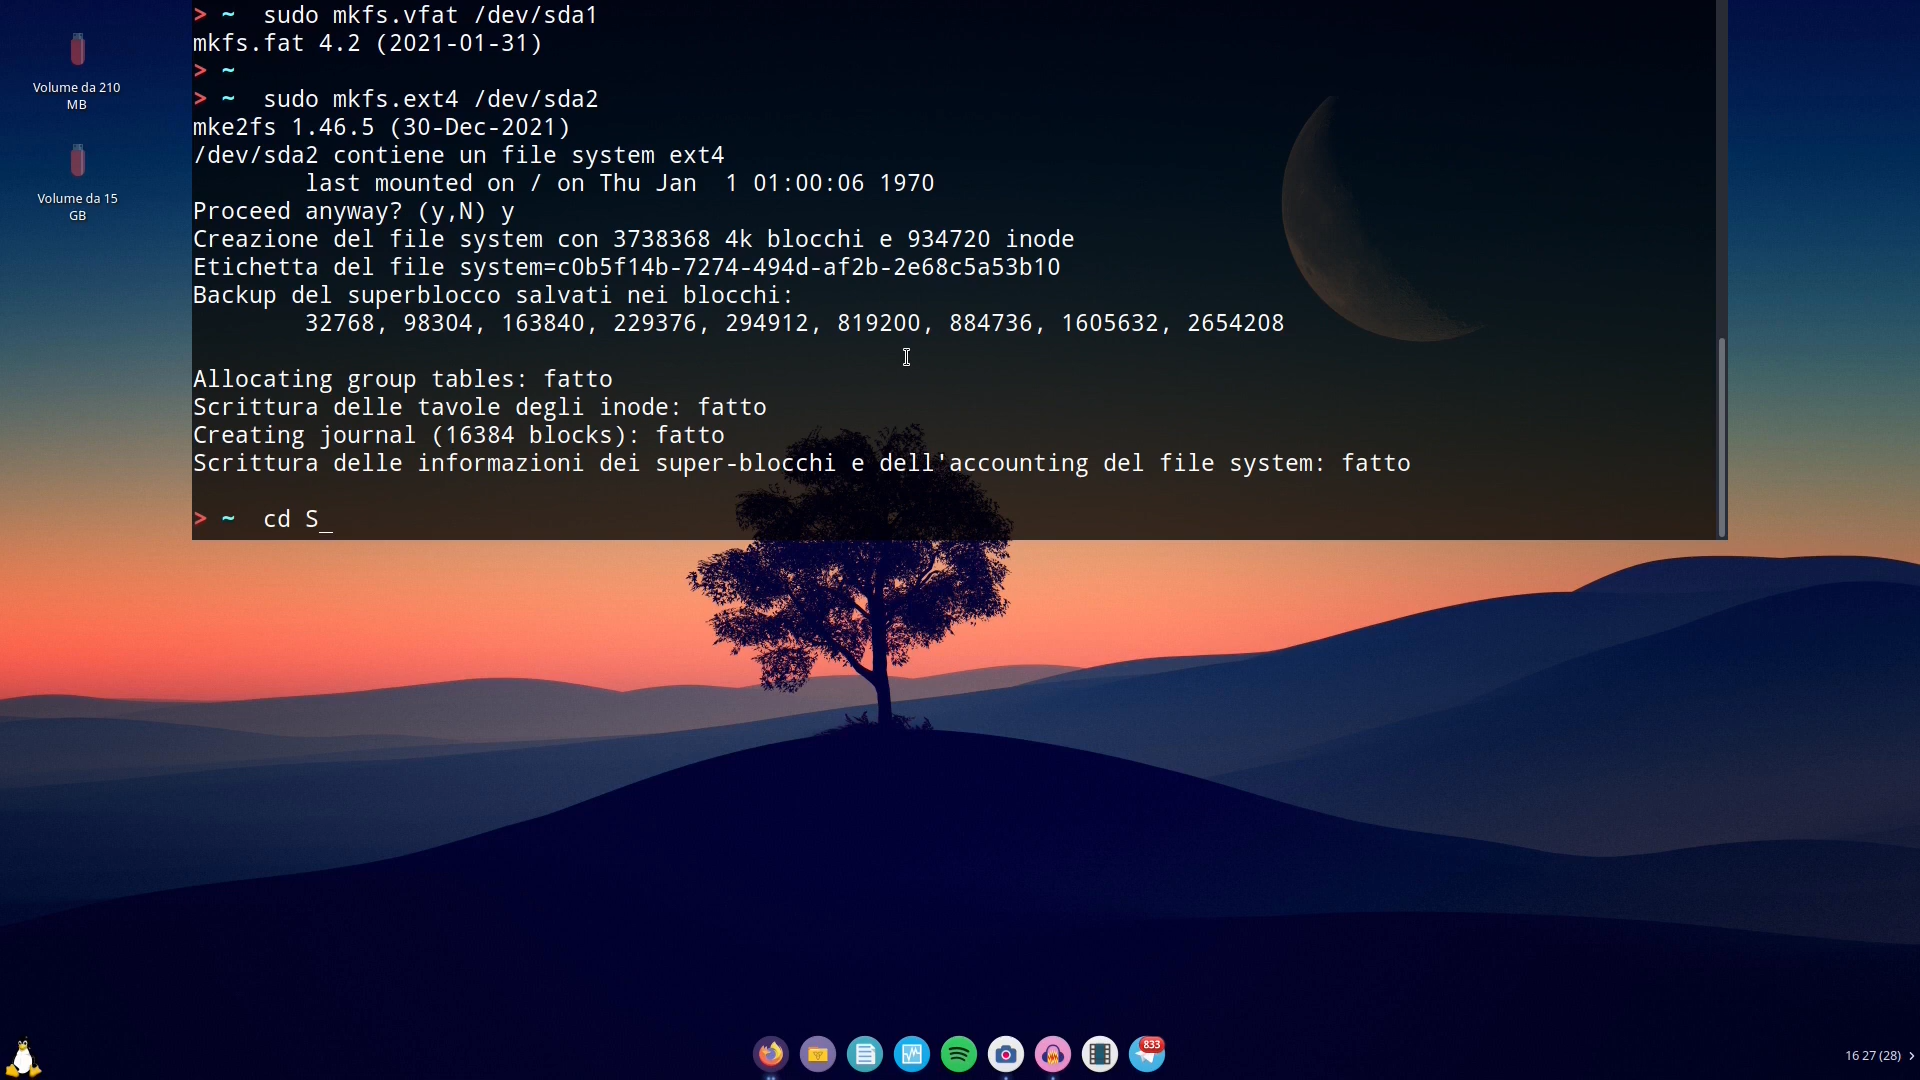 > ~  sudo mkfs.vfat /dev/sda1
mkfs.fat 4.2 (2021-01-31)
> ~
> ~  sudo mkfs.ext4 /dev/sda2
mke2fs 1.46.5 (30-Dec-2021)
/dev/sda2 contiene un file system ext4
        last mounted on / on Thu Jan  1 01:00:06 1970
Proceed anyway? (y,N) y
Creazione del file system con 3738368 4k blocchi e 934720 inode
Etichetta del file system=c0b5f14b-7274-494d-af2b-2e68c5a53b10
Backup del superblocco salvati nei blocchi:
        32768, 98304, 163840, 229376, 294912, 819200, 884736, 1605632, 2654208
Allocating group tables: fatto
Scrittura delle tavole degli inode: fatto
Creating journal (16384 blocks): fatto
Scrittura delle informazioni dei super-blocchi e dell'accounting del file system: fatto
> ~  cd S_
Volume da 210
MB
Volume da 15
GB
833
16 27 (28) ›